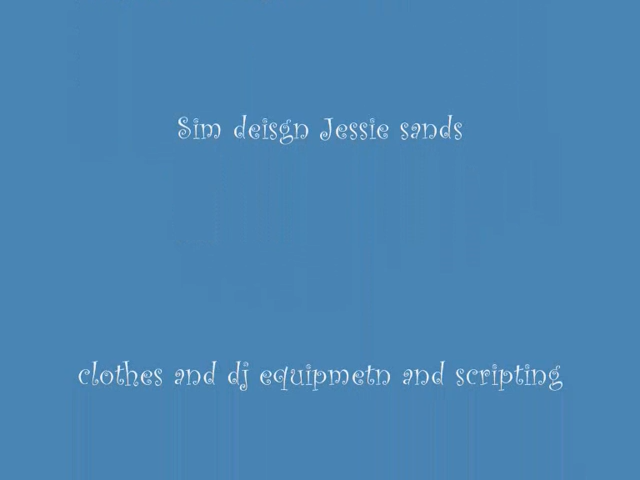 Sim deisgn Jessie sands
clothes and dj equipmetn and scripting